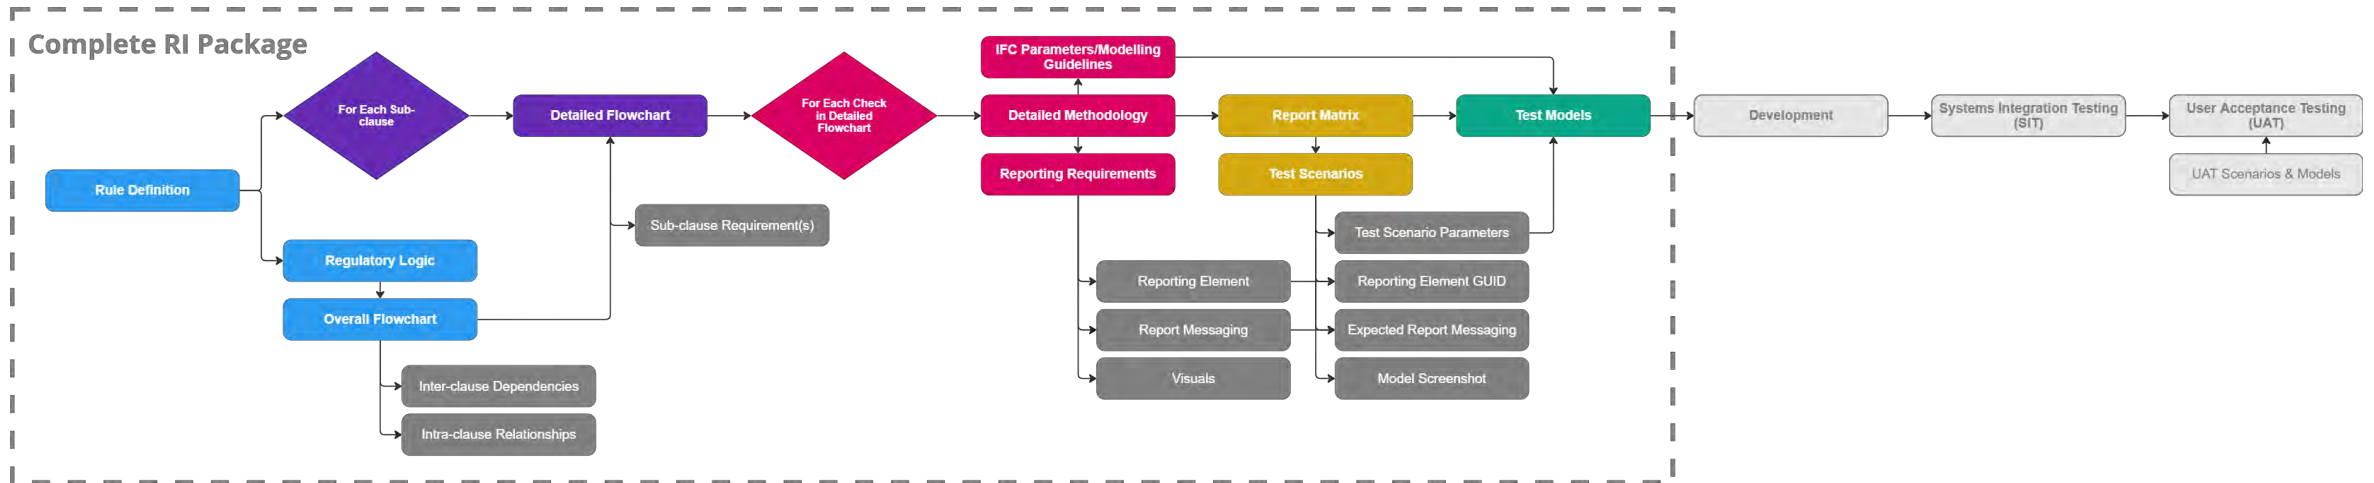 Complete RI Package
Rule Definition
For Each Sub-
clause
Regulatory Logic
Overall Flowchart
Inter-clause Dependencies
Intra-clause Relationships
Detailed Flowchart
Sub-clause Requirement(s)
For Each Check
in Detailed
Flowchart
IFC Parameters/Modelling
Guidelines
Detailed Methodology
Reporting Requirements
Reporting Element
Report Messaging
Visuals
Report Matrix
Test Scenarios
Test Scenario Parameters
Reporting Element GUID
Expected Report Messaging
Model Screenshot
Test Models
Development
Systems Integration Testing
(SIT)
User Acceptance Testing
(UAT)
UAT Scenarios & Models